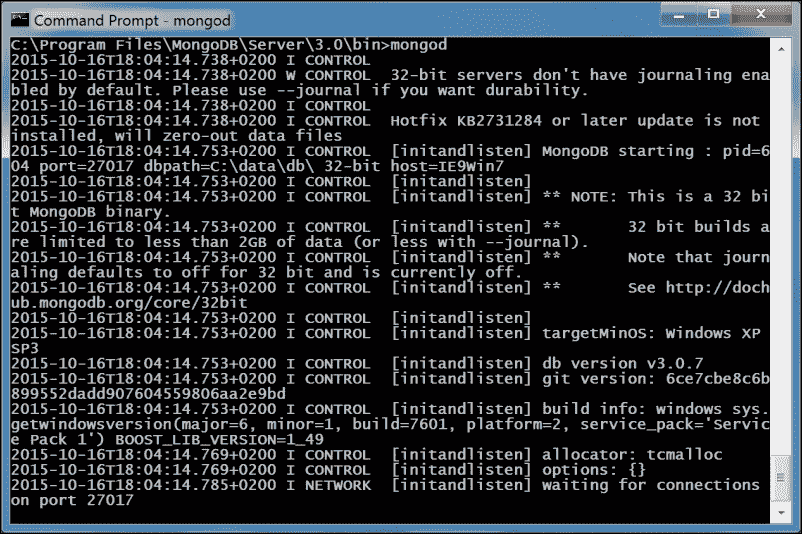 Command Prompt - mongod
C:\Program Files\MongoDB\Server\3.0\bin>mongod
2015-10-16T18:04:14.738+0200 I CONTROL
2015-10-16T18:04:14.738+0200 W CONTROL  32-bit servers don't have journaling ena
bled by default. Please use --journal if you want durability.
2015-10-16T18:04:14.738+0200 I CONTROL
2015-10-16T18:04:14.738+0200 I CONTROL  Hotfix KB2731284 or later update is not
installed, will zero-out data files
2015-10-16T18:04:14.753+0200 I CONTROL  [initandlisten] MongoDB starting : pid=6
04 port=27017 dbpath=C:\data\db\ 32-bit host=IE9Win7
2015-10-16T18:04:14.753+0200 I CONTROL  [initandlisten]
2015-10-16T18:04:14.753+0200 I CONTROL  [initandlisten] ** NOTE: This is a 32 bi
t MongoDB binary.
2015-10-16T18:04:14.753+0200 I CONTROL  [initandlisten] **       32 bit builds a
re limited to less than 2GB of data (or less with --journal).
2015-10-16T18:04:14.753+0200 I CONTROL  [initandlisten] **       Note that journ
aling defaults to off for 32 bit and is currently off.
2015-10-16T18:04:14.753+0200 I CONTROL  [initandlisten] **       See http://doch
ub.mongodb.org/core/32bit
2015-10-16T18:04:14.753+0200 I CONTROL  [initandlisten]
2015-10-16T18:04:14.753+0200 I CONTROL  [initandlisten] targetMinOS: Windows XP
SP3
2015-10-16T18:04:14.753+0200 I CONTROL  [initandlisten] db version v3.0.7
2015-10-16T18:04:14.753+0200 I CONTROL  [initandlisten] git version: 6ce7cbe8c6b
899552dadd907604559806aa2e9bd
2015-10-16T18:04:14.753+0200 I CONTROL  [initandlisten] build info: windows sys.
getwindowsversion(major=6, minor=1, build=7601, platform=2, service_pack='Servic
e Pack 1') BOOST_LIB_VERSION=1_49
2015-10-16T18:04:14.769+0200 I CONTROL  [initandlisten] allocator: tcmalloc
2015-10-16T18:04:14.769+0200 I CONTROL  [initandlisten] options: {}
2015-10-16T18:04:14.785+0200 I NETWORK  [initandlisten] waiting for connections
on port 27017